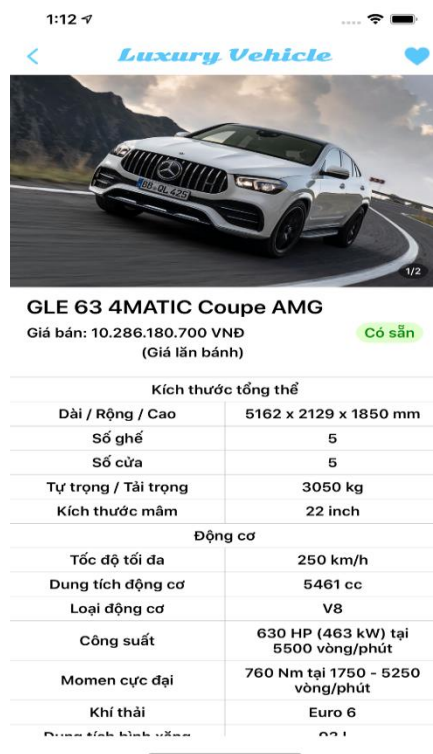 1:12
Luxury Vehicle
BB·QL 425
1/2
GLE 63 4MATIC Coupe AMG
Giá bán: 10.286.180.700 VNĐ
Có sẵn
(Giá lăn bánh)
Kích thước tổng thể
Dài / Rộng / Cao 5162 x 2129 x 1850 mm
Số ghế 5
Số cửa 5
Tự trọng / Tải trọng 3050 kg
Kích thước mâm 22 inch
Động cơ
Tốc độ tối đa 250 km/h
Dung tích động cơ 5461 cc
Loại động cơ V8
Công suất 630 HP (463 kW) tại
5500 vòng/phút
Momen cực đại 760 Nm tại 1750 - 5250
vòng/phút
Khí thải Euro 6
Dung tích bình xăng 93 L